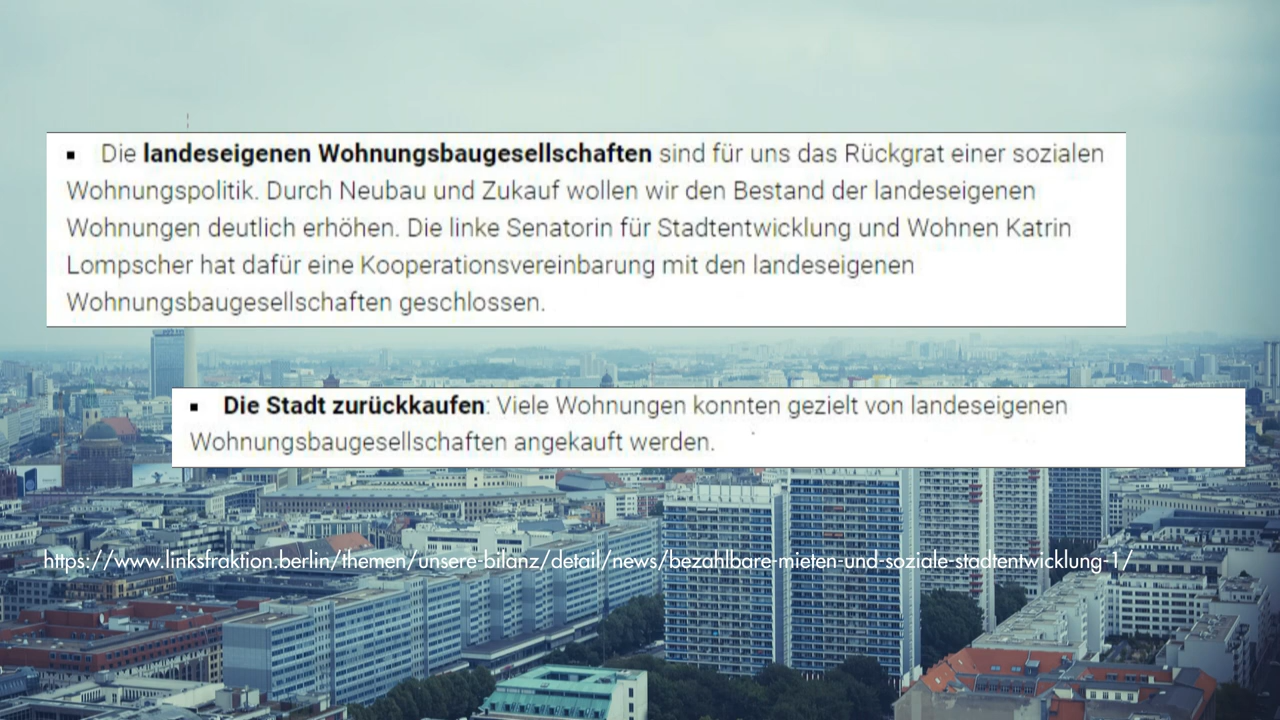 ▪ Die landeseigenen Wohnungsbaugesellschaften sind für uns das Rückgrat einer sozialen
Wohnungspolitik. Durch Neubau und Zukauf wollen wir den Bestand der landeseigenen
Wohnungen deutlich erhöhen. Die linke Senatorin für Stadtentwicklung und Wohnen Katrin
Lompscher hat dafür eine Kooperationsvereinbarung mit den landeseigenen
Wohnungsbaugesellschaften geschlossen.
▪ Die Stadt zurückkaufen: Viele Wohnungen konnten gezielt von landeseigenen
Wohnungsbaugesellschaften angekauft werden.
https://www.linksfraktion.berlin/themen/unsere-bilanz/detail/news/bezahlbare-mieten-und-soziale-stadtentwicklung-1/